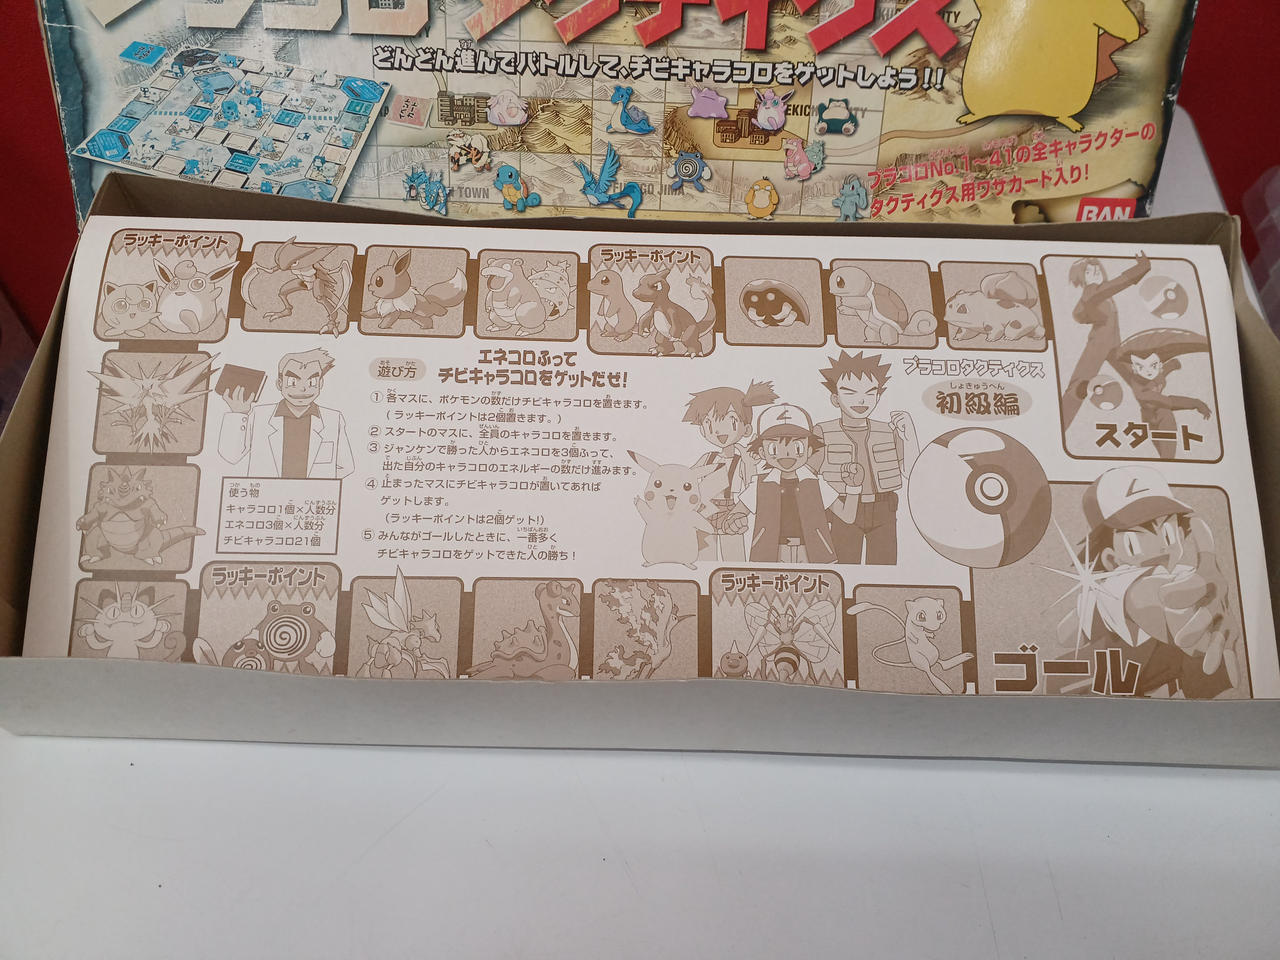 プラコロ タクティクス
どんどん進んでバトルして、チビキャラコロをゲットしよう!!
プラコロNo.1~41の全キャラクターの
タクティクス用ワザカード入り!
TOWN
BAN
ラッキーポイント
ラッキーポイント
エネコロふって
チビキャラコロをゲットだぜ!
遊び方
① 各マスに、ポケモンの数だけチビキャラコロを置きます。
(ラッキーポイントは2個置きます。)
② スタートのマスに、全員のキャラコロを置きます。
③ ジャンケンで勝った人からエネコロを3個ふって、
出た自分のキャラコロのエネルギーの数だけ進みます。
④ 止まったマスにチビキャラコロが置いてあれば
ゲットします。
(ラッキーポイントは2個ゲット!)
⑤ みんながゴールしたときに、一番多く
チビキャラコロをゲットできた人の勝ち!
使う物
キャラコロ1個×人数分
エネコロ3個×人数分
チビキャラコロ21個
プラコロタクティクス
しょきゅうへん
初級編
スタート
ラッキーポイント
ラッキーポイント
ゴール